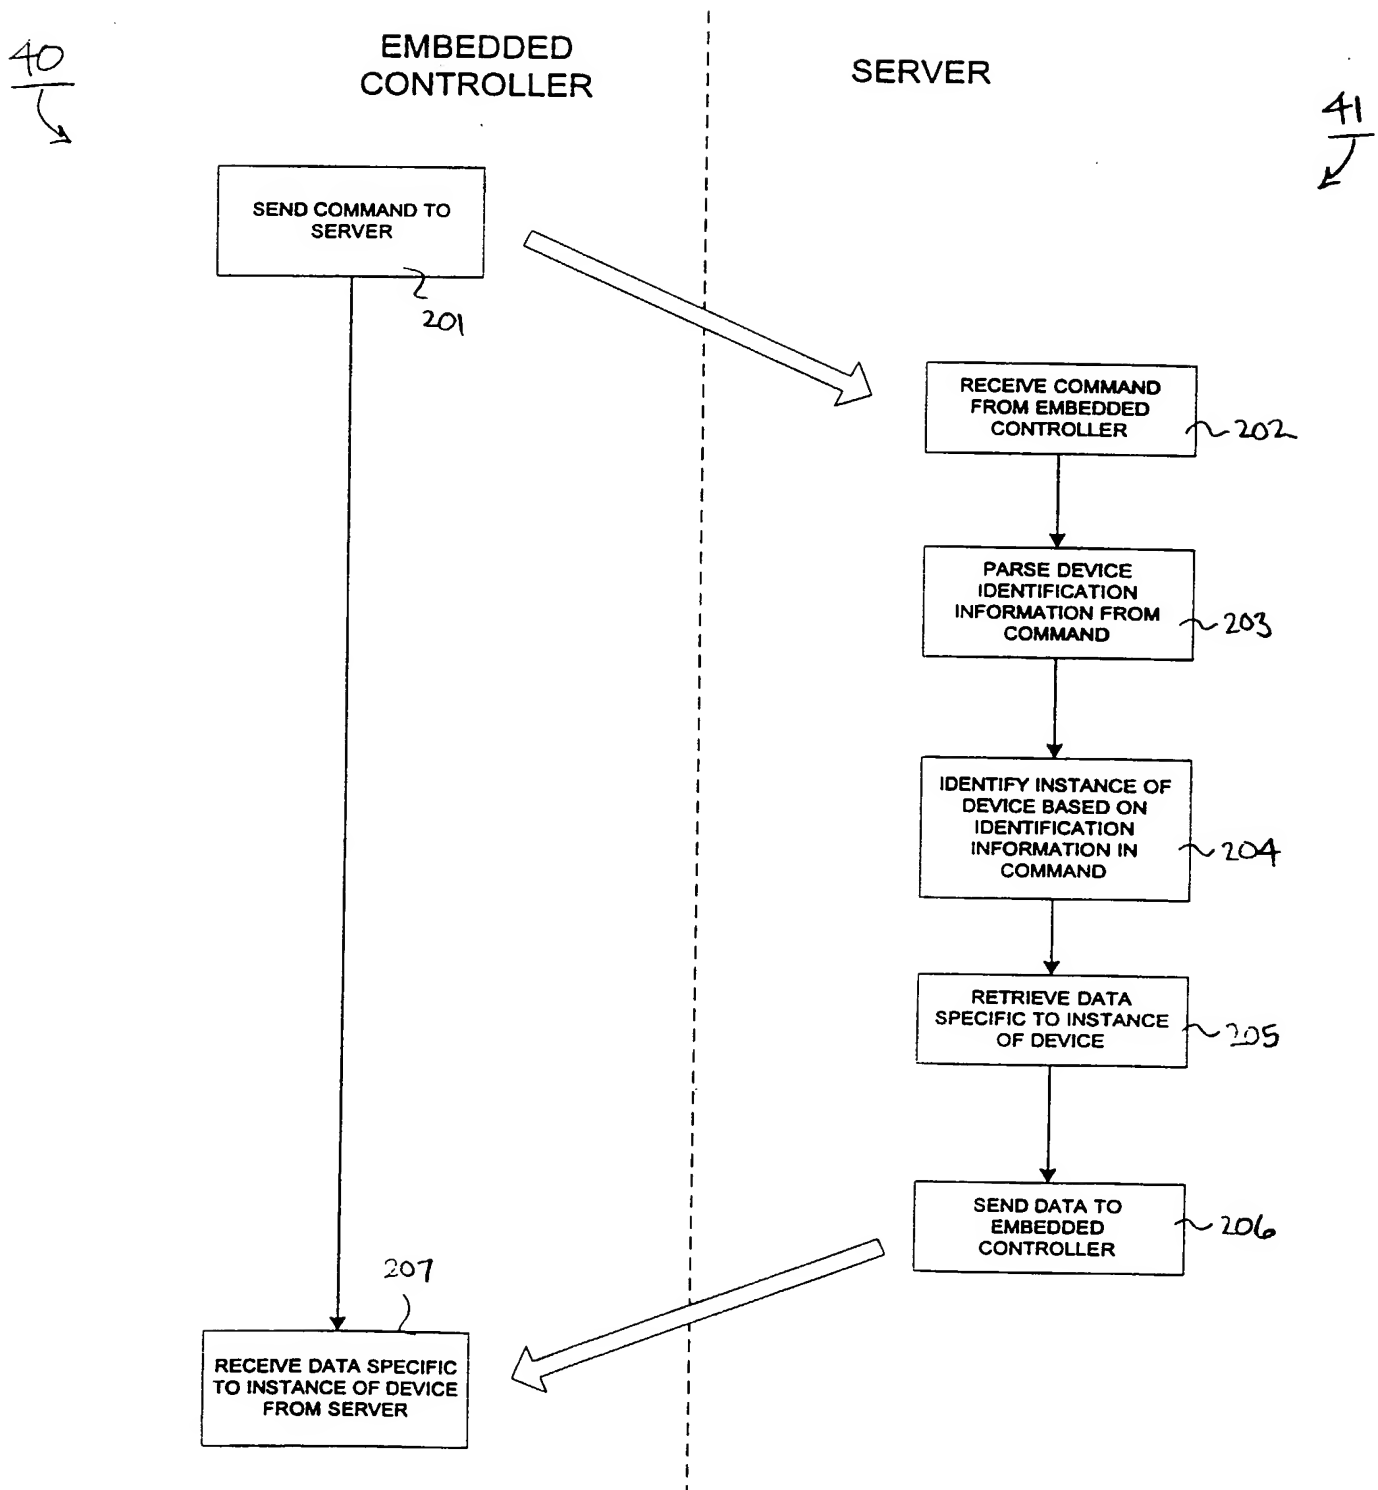 40
EMBEDDED
CONTROLLER
SERVER
41
SEND COMMAND TO
SERVER
201
RECEIVE COMMAND
FROM EMBEDDED
CONTROLLER
202
PARSE DEVICE
IDENTIFICATION
INFORMATION FROM
COMMAND
203
IDENTIFY INSTANCE OF
DEVICE BASED ON
IDENTIFICATION
INFORMATION IN
COMMAND
204
RETRIEVE DATA
SPECIFIC TO INSTANCE
OF DEVICE
205
SEND DATA TO
EMBEDDED
CONTROLLER
206
207
RECEIVE DATA SPECIFIC
TO INSTANCE OF DEVICE
FROM SERVER